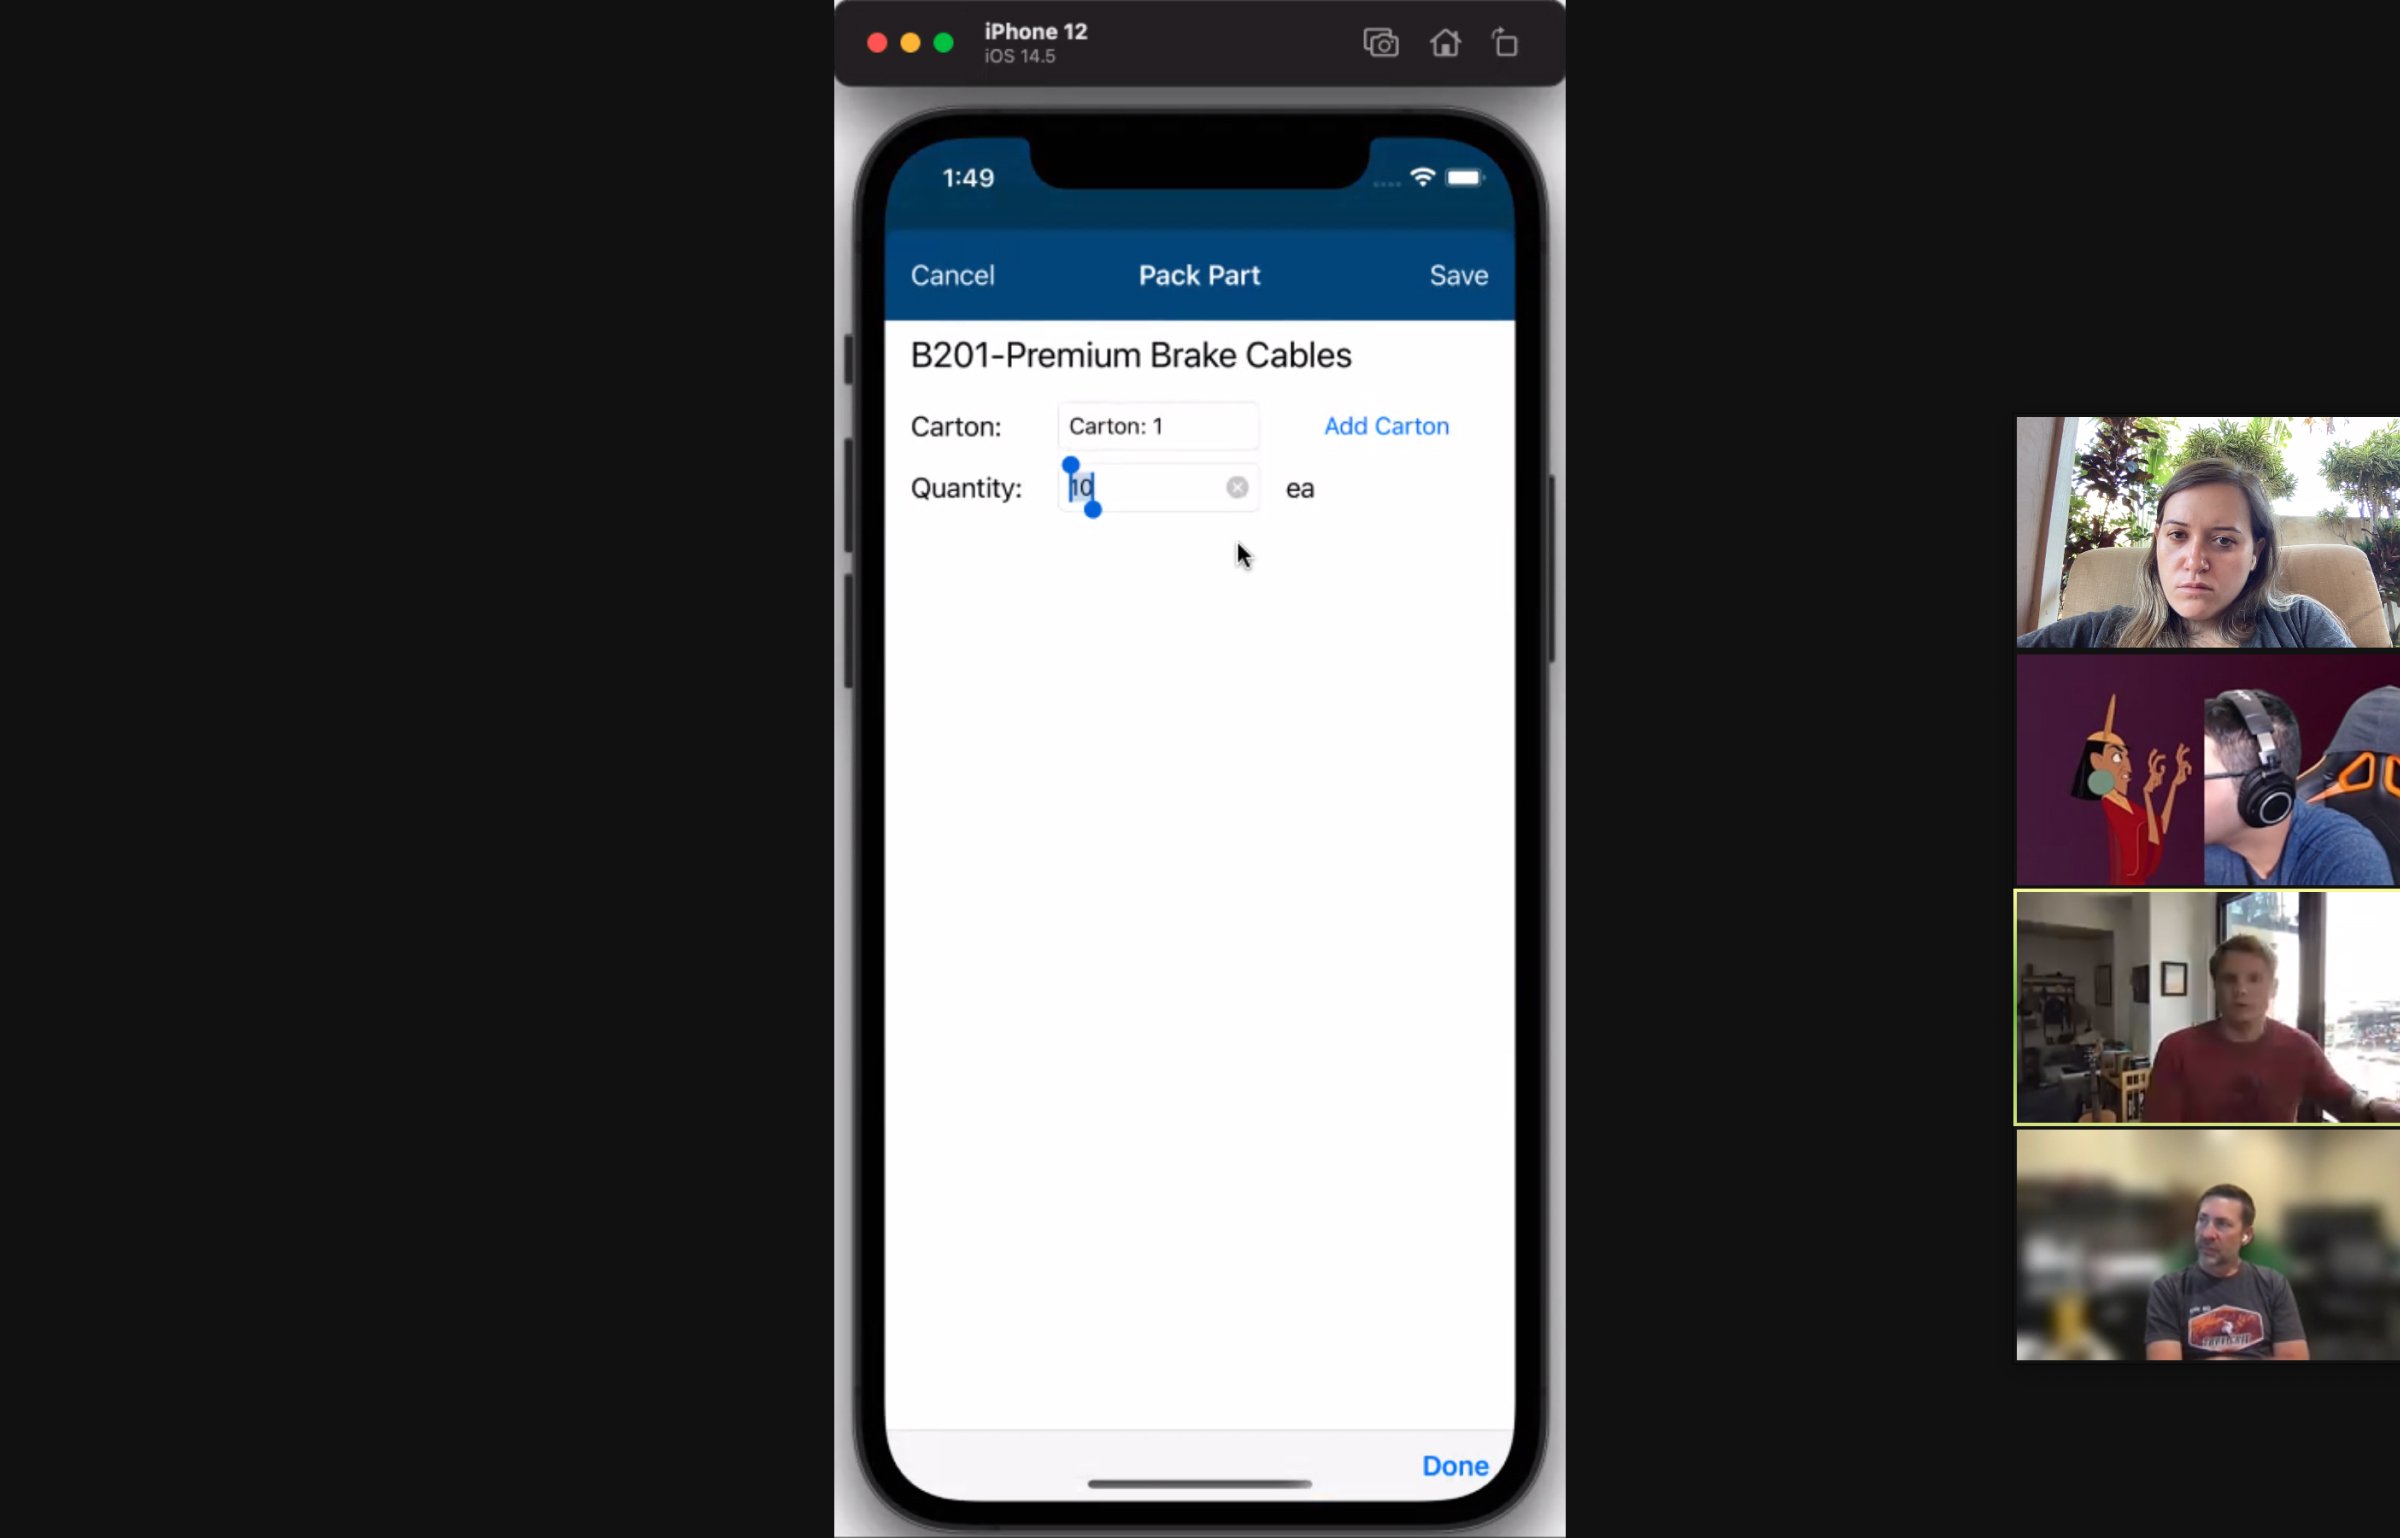 iPhone 12
iOS 14.5
1:49
Cancel Pack Part Save
B201-Premium Brake Cables
Carton: Carton: 1 Add Carton
Quantity: 10 ea
Done